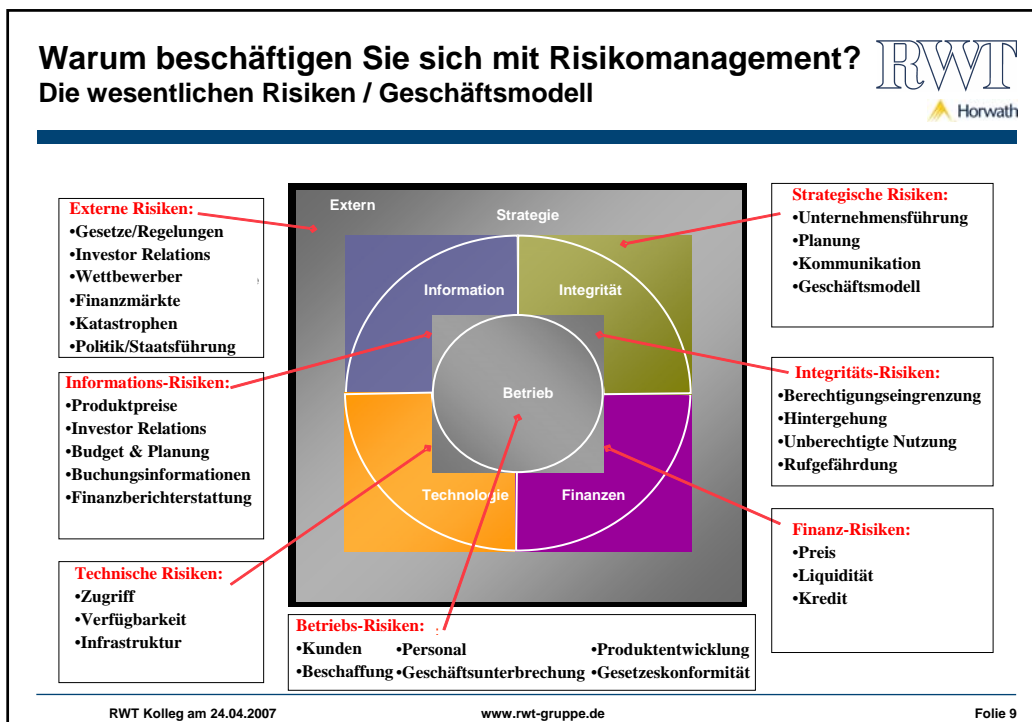 Warum beschäftigen Sie sich mit Risikomanagement?
Die wesentlichen Risiken / Geschäftsmodell
RWT
Horwath
Externe Risiken:
•Gesetze/Regelungen
•Investor Relations
•Wettbewerber
•Finanzmärkte
•Katastrophen
•Politik/Staatsführung
Informations-Risiken:
•Produktpreise
•Investor Relations
•Budget & Planung
•Buchungsinformationen
•Finanzberichterstattung
Technische Risiken:
•Zugriff
•Verfügbarkeit
•Infrastruktur
Extern
Strategie
Information
Integrität
Betrieb
Technologie
Finanzen
Strategische Risiken:
•Unternehmensführung
•Planung
•Kommunikation
•Geschäftsmodell
Integritäts-Risiken:
•Berechtigungseingrenzung
•Hintergehung
•Unberechtigte Nutzung
•Rufgefährdung
Finanz-Risiken:
•Preis
•Liquidität
•Kredit
Betriebs-Risiken:
•Kunden •Personal •Produktentwicklung
•Beschaffung •Geschäftsunterbrechung •Gesetzeskonformität
RWT Kolleg am 24.04.2007 www.rwt-gruppe.de Folie 9